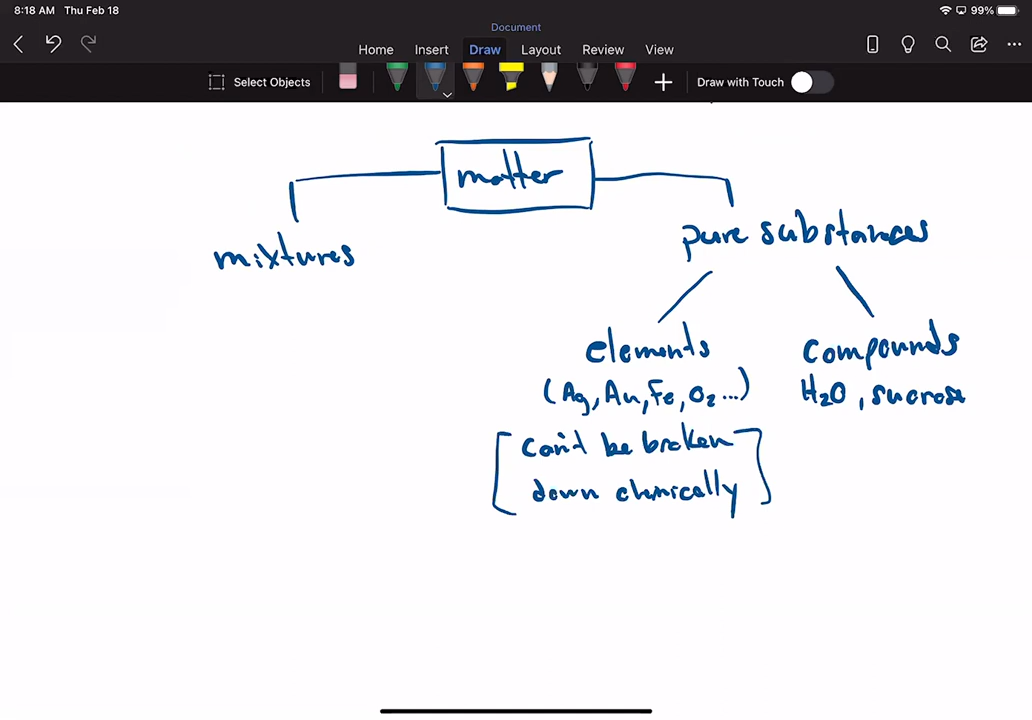 8:18 AM Thu Feb 18
99%
Document
Home Insert Draw Layout Review View
Select Objects
Draw with Touch
matter
mixtures
pure substances
elements
compounds
(Ag, Au, Fe, O₂ ...)
H₂O, sucrose
[can't be broken
down chemically]